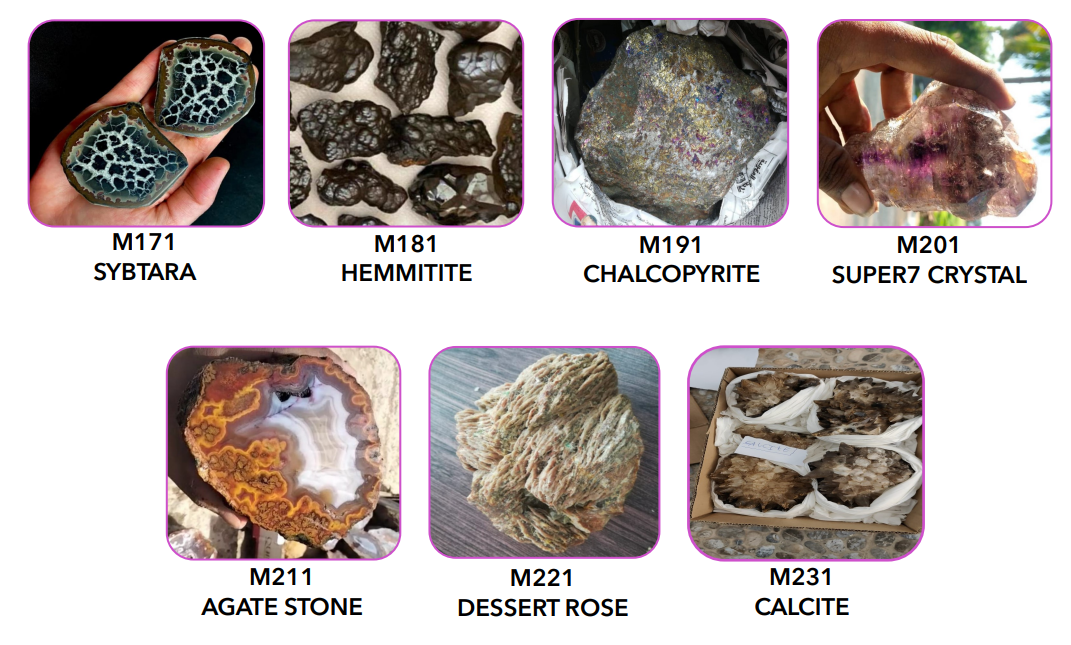 M171
SYBTARA
M181
HEMMITITE
M191
CHALCOPYRITE
M201
SUPER7 CRYSTAL
M211
AGATE STONE
M221
DESSERT ROSE
M231
CALCITE